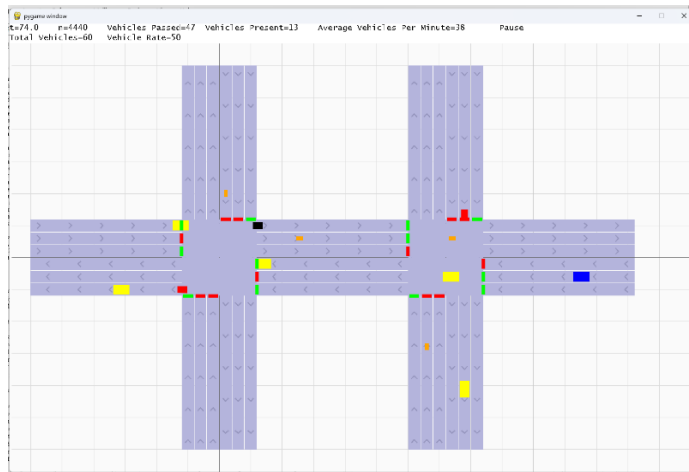 pygame window
t=74.0 n=4440 Vehicles Passed=47 Vehicles Present=13 Average Vehicles Per Minute=38 Pause
Total Vehicles=60 Vehicle Rate=50